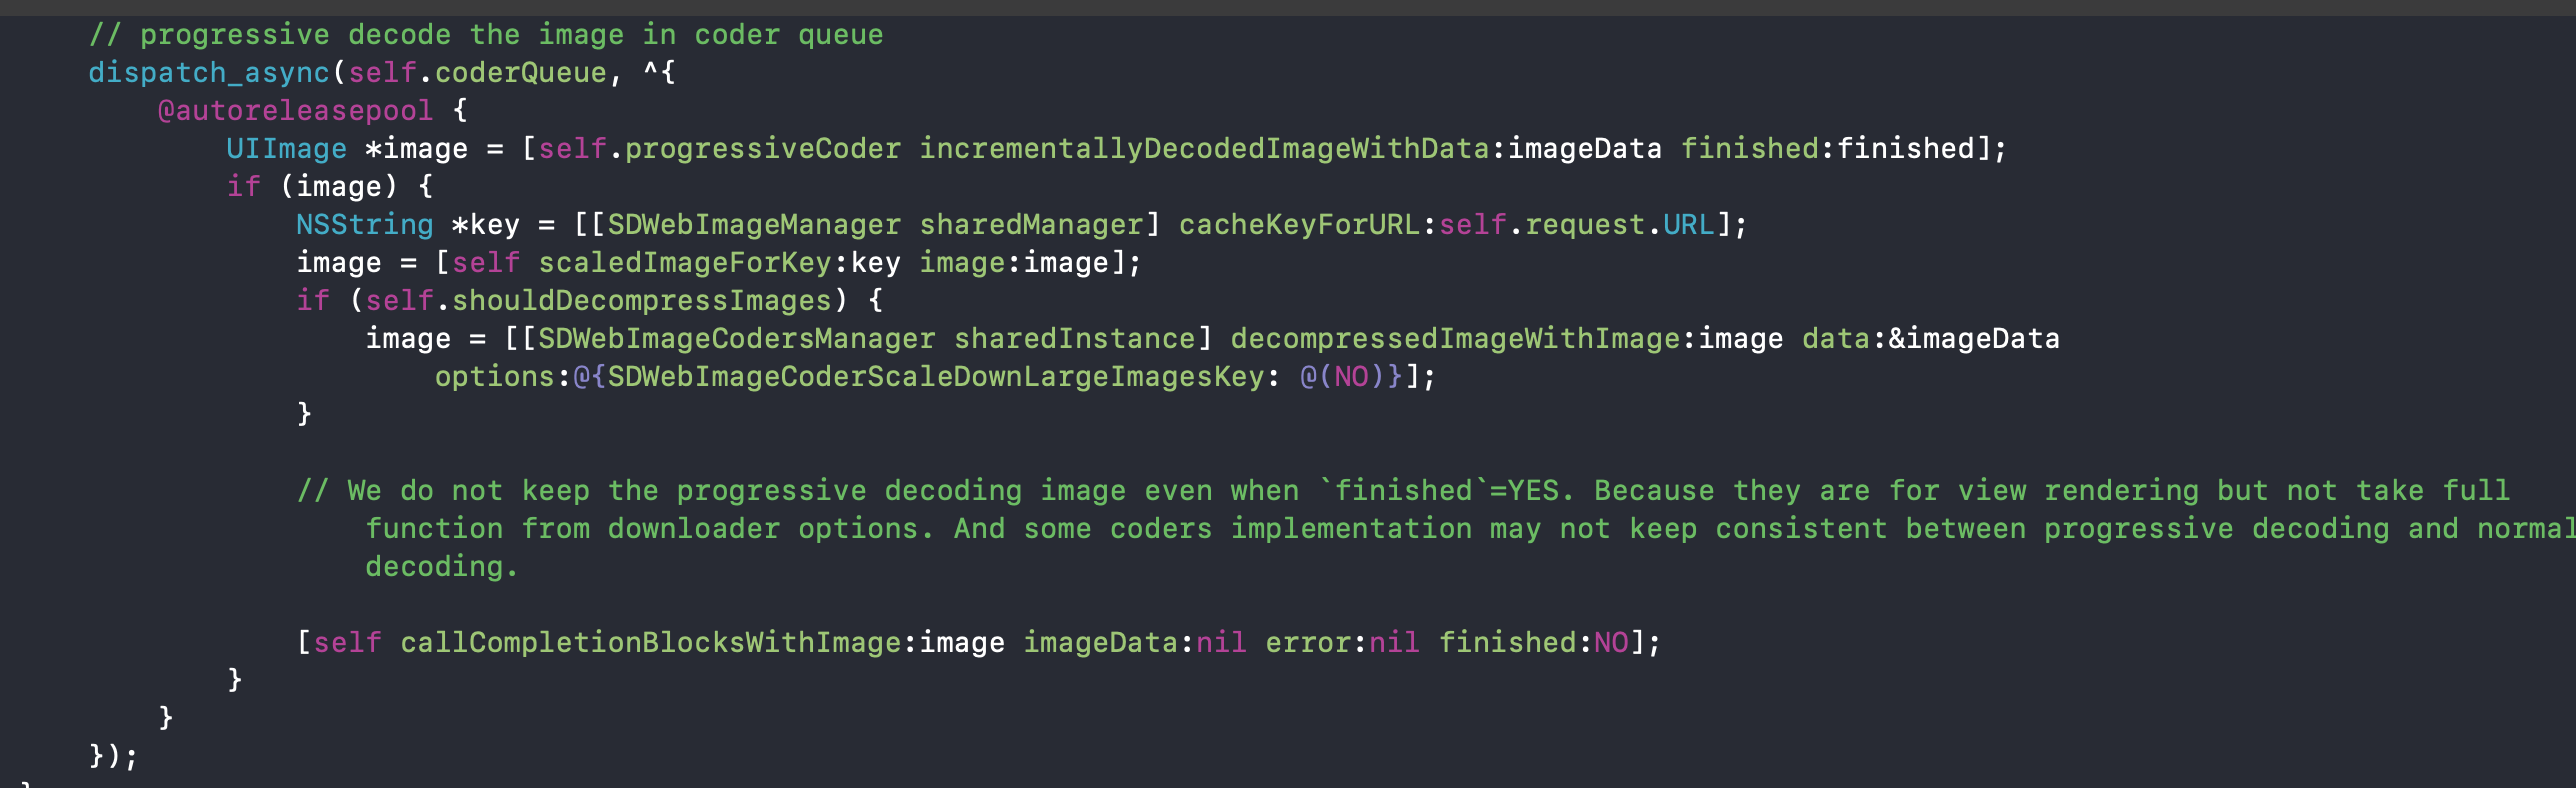 // progressive decode the image in coder queue
dispatch_async(self.coderQueue, ^{
@autoreleasepool {
UIImage *image = [self.progressiveCoder incrementallyDecodedImageWithData:imageData finished:finished];
if (image) {
NSString *key = [[SDWebImageManager sharedManager] cacheKeyForURL:self.request.URL];
image = [self scaledImageForKey:key image:image];
if (self.shouldDecompressImages) {
image = [[SDWebImageCodersManager sharedInstance] decompressedImageWithImage:image data:&imageData
options:@{SDWebImageCoderScaleDownLargeImagesKey: @(NO)}];
}
// We do not keep the progressive decoding image even when `finished`=YES. Because they are for view rendering but not take full
function from downloader options. And some coders implementation may not keep consistent between progressive decoding and normal
decoding.
[self callCompletionBlocksWithImage:image imageData:nil error:nil finished:NO];
}
}
});